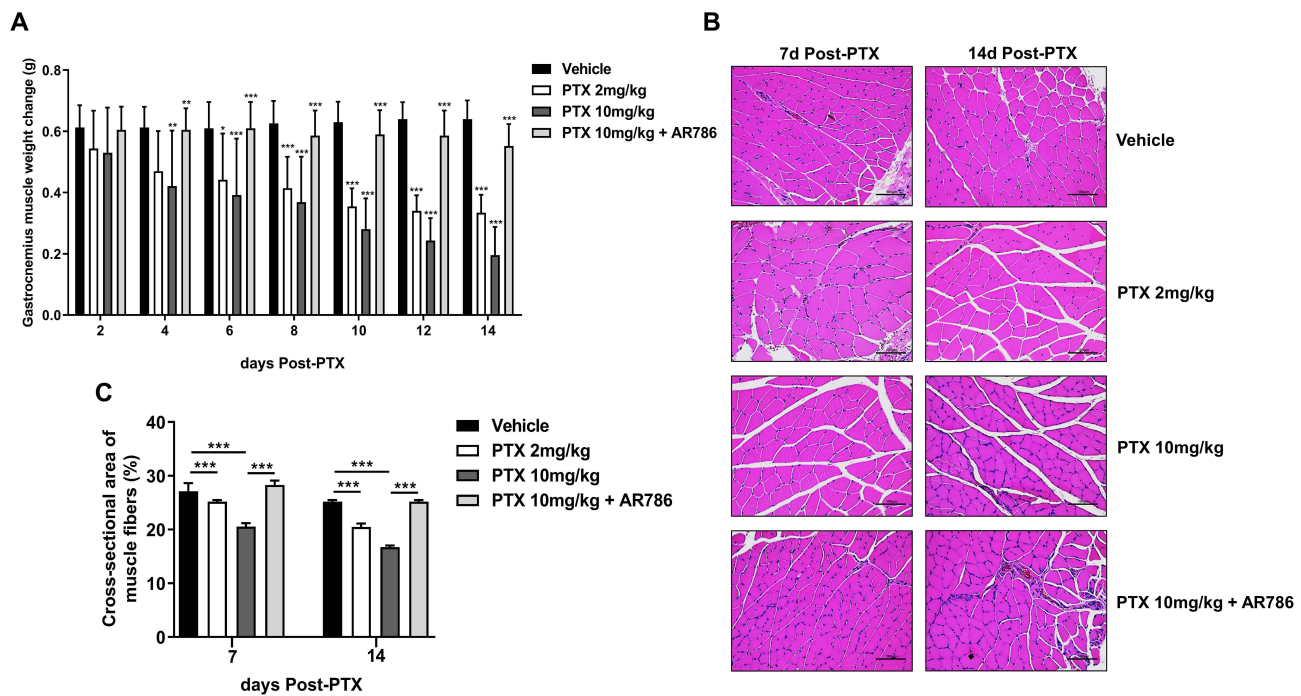 A
Gastrocnemius muscle weight change (g)
0.8
0.6
0.4
0.2
0.0
** *** *** *** *** ***
** * *** *** *** *** *** *** *** *** ***
2 4 6 8 10 12 14
days Post-PTX
Vehicle
PTX 2mg/kg
PTX 10mg/kg
PTX 10mg/kg + AR786
B
7d Post-PTX 14d Post-PTX
Vehicle
PTX 2mg/kg
PTX 10mg/kg
PTX 10mg/kg + AR786
C
Cross-sectional area of
muscle fibers (%)
40
30
20
10
0
*** ***
*** *** *** ***
7 14
days Post-PTX
Vehicle
PTX 2mg/kg
PTX 10mg/kg
PTX 10mg/kg + AR786